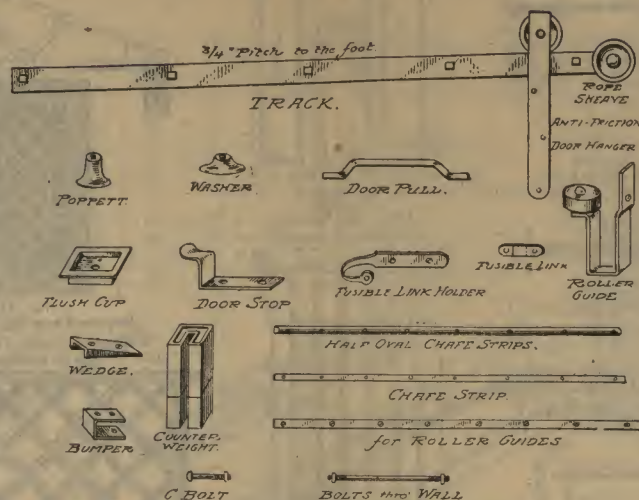 3/4" Pitch to the foot.
TRACK.
ROPE
SHEAVE
ANTI-FRICTION
DOOR HANGER
POPPETT.
WASHER
DOOR PULL.
FLUSH CUP
DOOR STOP
FUSIBLE LINK HOLDER
FUSIBLE LINK
ROLLER
GUIDE
HALF OVAL CHAFE STRIPS.
WEDGE.
CHAFE STRIP.
BUMPER
COUNTER-
WEIGHT.
for ROLLER GUIDES
C BOLT
BOLTS thro' WALL